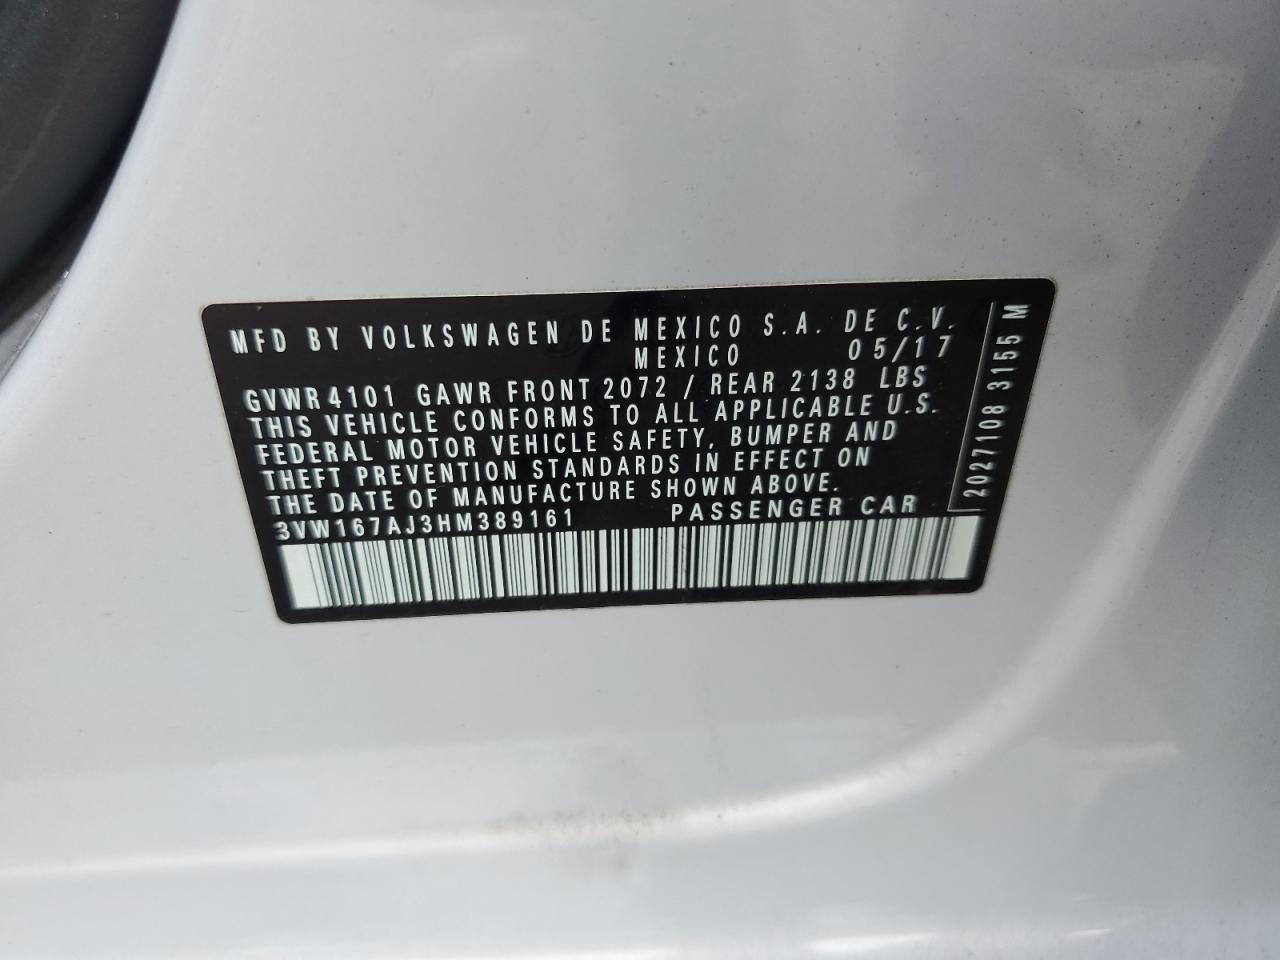 MFD BY VOLKSWAGEN DE MEXICO S.A. DE C.V.
MEXICO 05/17
GVWR 4101 GAWR FRONT 2072 / REAR 2138 LBS
THIS VEHICLE CONFORMS TO ALL APPLICABLE U.S.
FEDERAL MOTOR VEHICLE SAFETY, BUMPER AND
THEFT PREVENTION STANDARDS IN EFFECT ON
THE DATE OF MANUFACTURE SHOWN ABOVE.
3VW167AJ3HM389161 PASSENGER CAR
2027108 3155 M